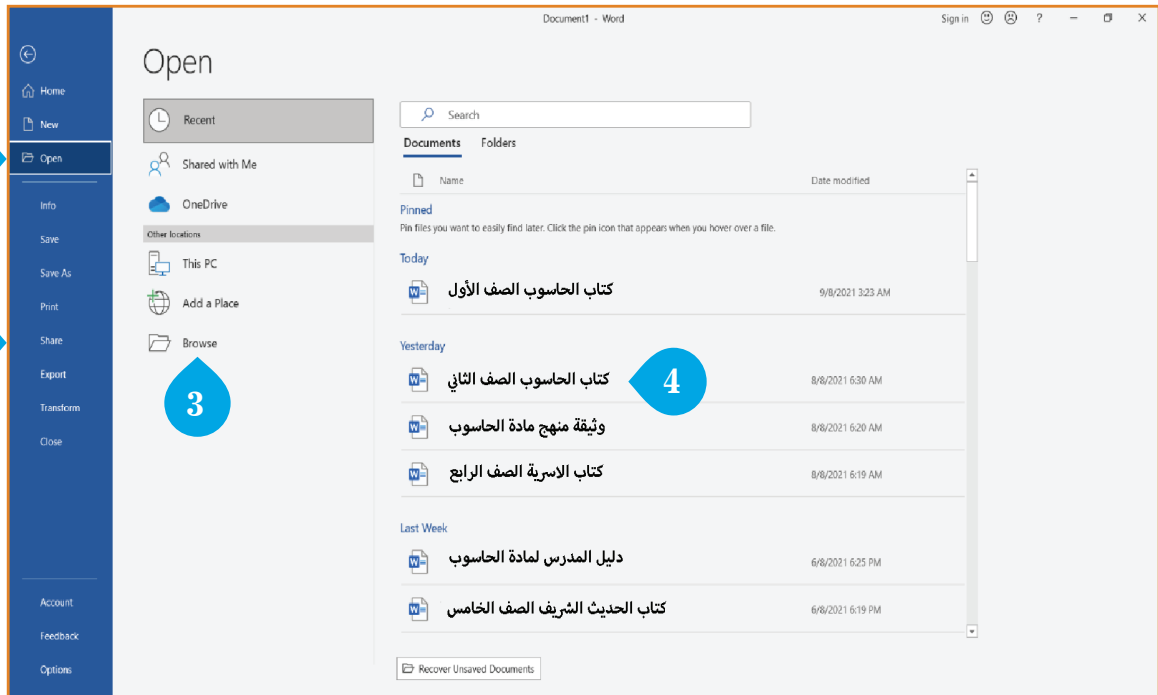 Document1 - Word
Sign in ?
Open
Home
New
Open
Info
Save
Save As
Print
Share
Export
Transform
Close
Account
Feedback
Options
Recent
Shared with Me
OneDrive
Other locations
This PC
Add a Place
Browse
3
Search
Documents Folders
Name Date modified
Pinned
Pin files you want to easily find later. Click the pin icon that appears when you hover over a file.
Today
كتاب الحاسوب الصف الأول 9/8/2021 3:23 AM
Yesterday
كتاب الحاسوب الصف الثاني 4 8/8/2021 6:30 AM
وثيقة منهج مادة الحاسوب 8/8/2021 6:20 AM
كتاب الاسرية الصف الرابع 8/8/2021 6:19 AM
Last Week
دليل المدرس لمادة الحاسوب 6/8/2021 6:25 PM
كتاب الحديث الشريف الصف الخامس 6/8/2021 6:19 PM
Recover Unsaved Documents